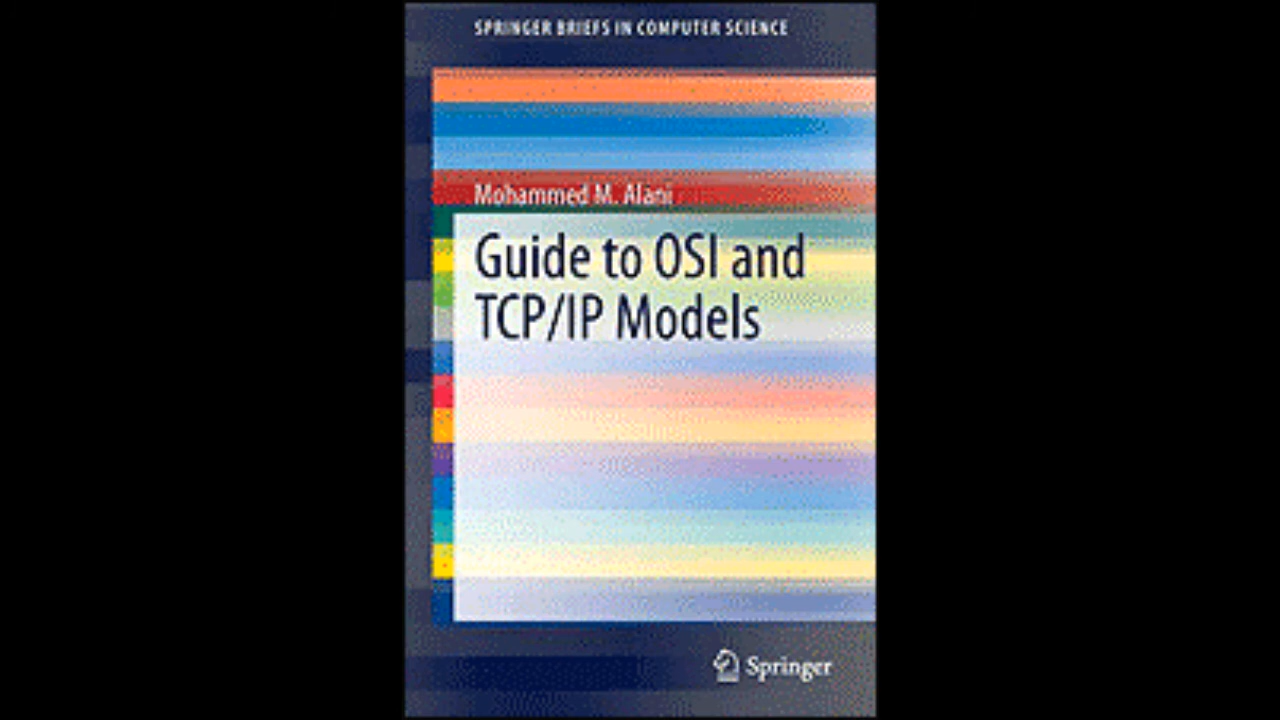 SPRINGER BRIEFS IN COMPUTER SCIENCE
Mohammed M. Alani
Guide to OSI and
TCP/IP Models
Springer